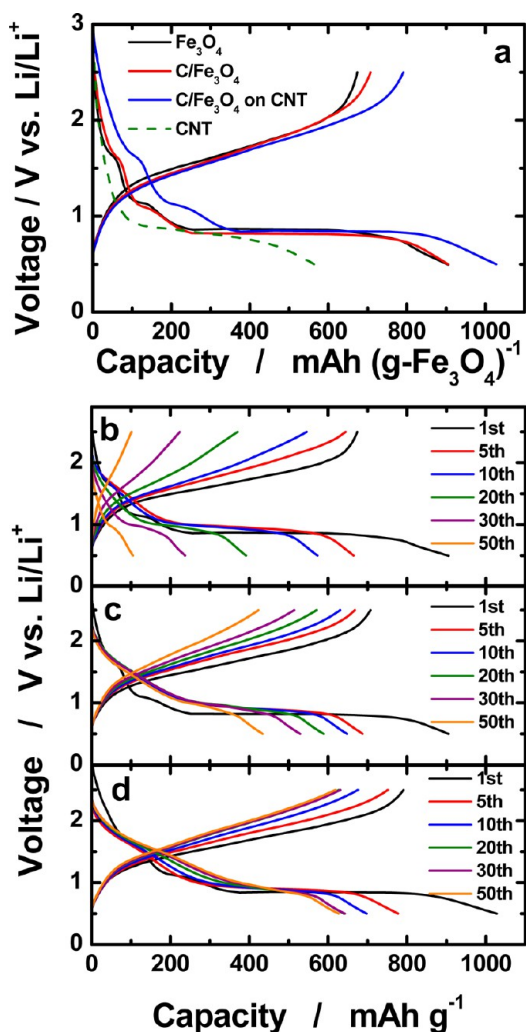 3
2
1
0
Voltage / V vs. Li/Li⁺
a
Fe₃O₄
C/Fe₃O₄
C/Fe₃O₄ on CNT
CNT
0 200 400 600 800 1000
Capacity / mAh (g-Fe₃O₄)⁻¹
b
2
1
0
1st
5th
10th
20th
30th
50th
c
2
1
0
1st
5th
10th
20th
30th
50th
d
2
1
0
1st
5th
10th
20th
30th
50th
Voltage / V vs. Li/Li⁺
0 200 400 600 800 1000
Capacity / mAh g⁻¹